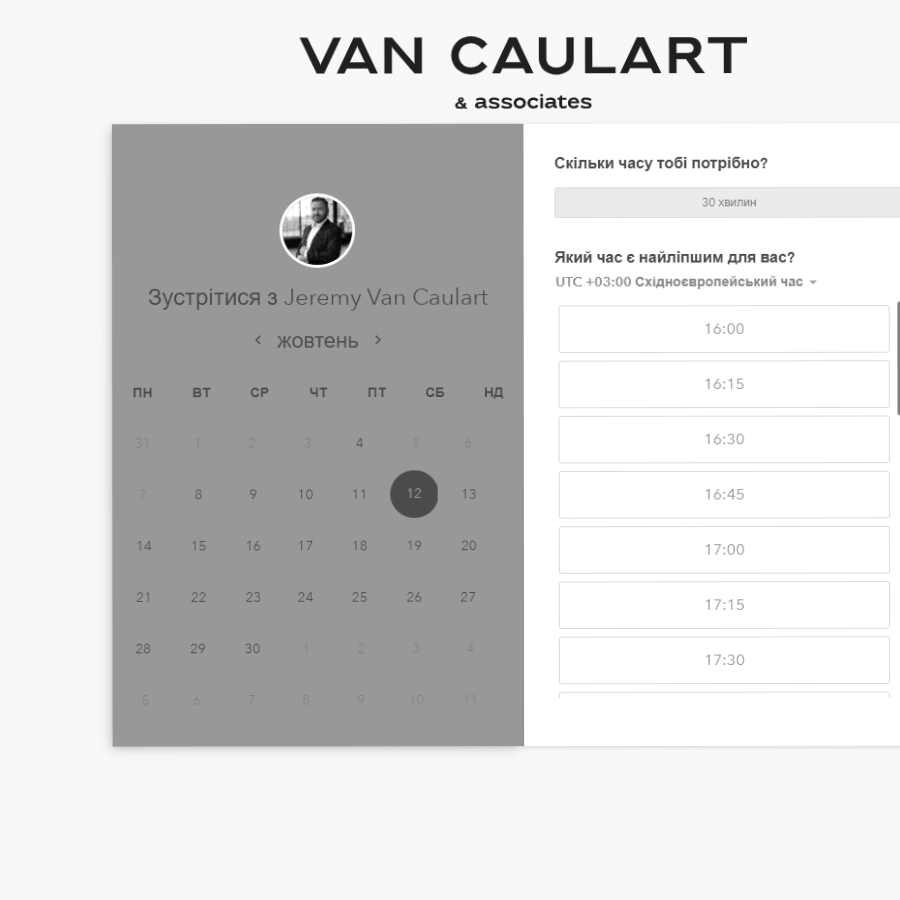 VAN CAULART
& associates
Зустрітися з Jeremy Van Caulart
‹ жовтень ›
ПН ВТ СР ЧТ ПТ СБ НД
31 1 2 3 4 5 6
7 8 9 10 11 12 13
14 15 16 17 18 19 20
21 22 23 24 25 26 27
28 29 30 1 2 3 4
5 6 7 8 9 10 11
Скільки часу тобі потрібно?
30 хвилин
Який час є найліпшим для вас?
UTC +03:00 Східноєвропейський час
16:00
16:15
16:30
16:45
17:00
17:15
17:30